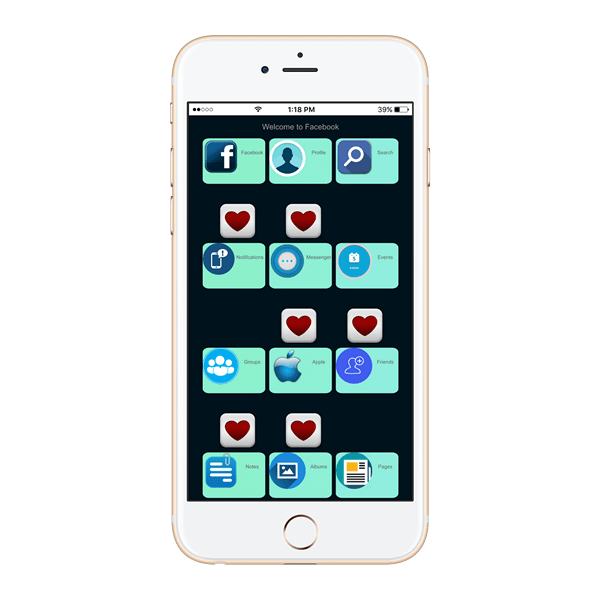 1:18 PM
39%
Welcome to Facebook
f
Facebook
Profile
Search
Notifications
Messenger
Events
Groups
Apple
Friends
Notes
Albums
Pages